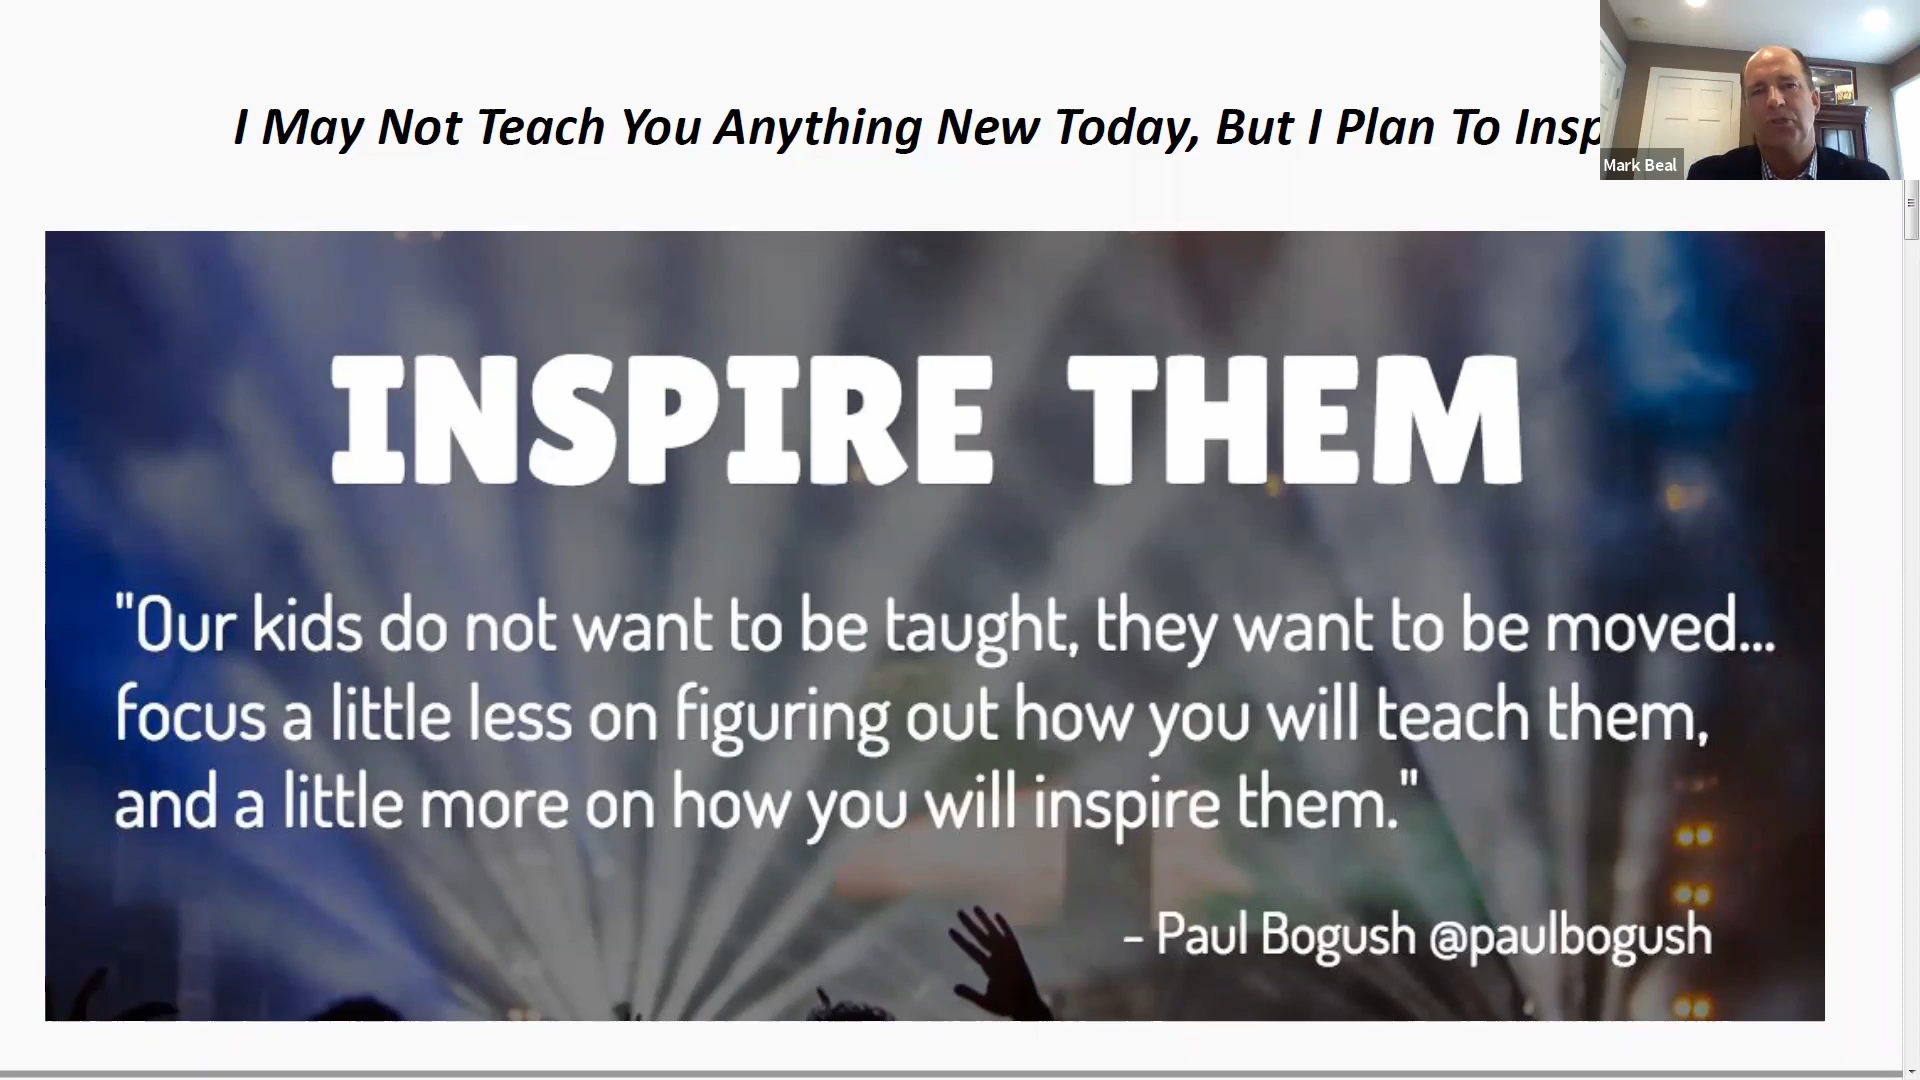 I May Not Teach You Anything New Today, But I Plan To
Mark Beal
INSPIRE THEM
"Our kids do not want to be taught, they want to be moved...
focus a little less on figuring out how you will teach them,
and a little more on how you will inspire them."
- Paul Bogush @paulbogush